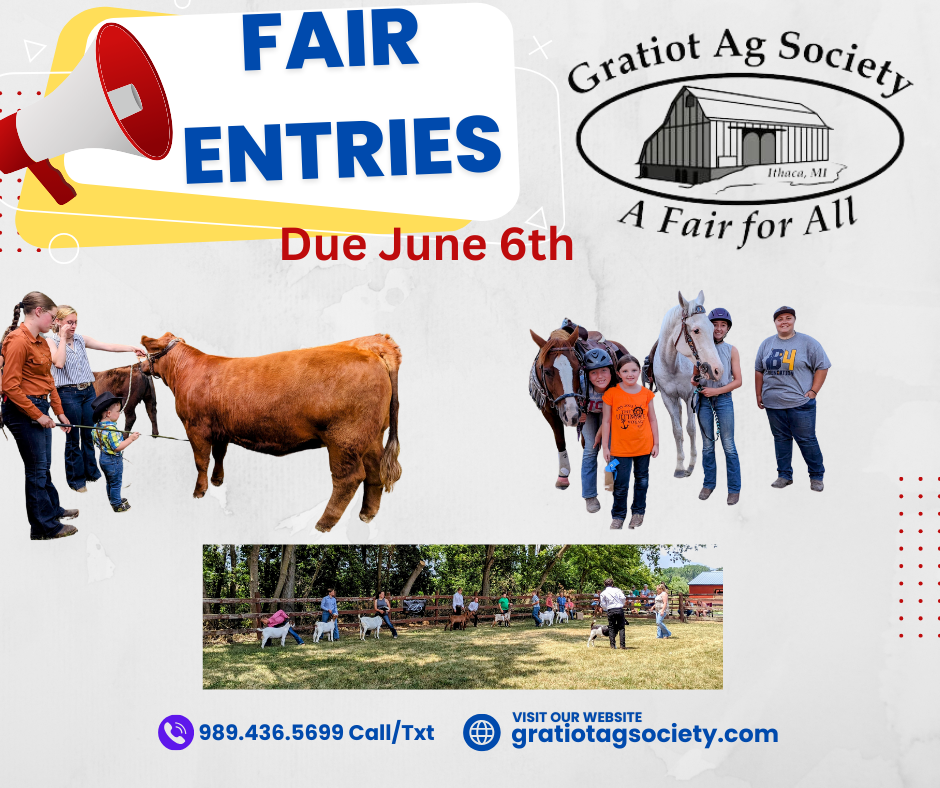 FAIR
ENTRIES
Due June 6th
Gratiot Ag Society
Ithaca, MI
A Fair for All
989.436.5699 Call/Txt
VISIT OUR WEBSITE
gratiotagsociety.com